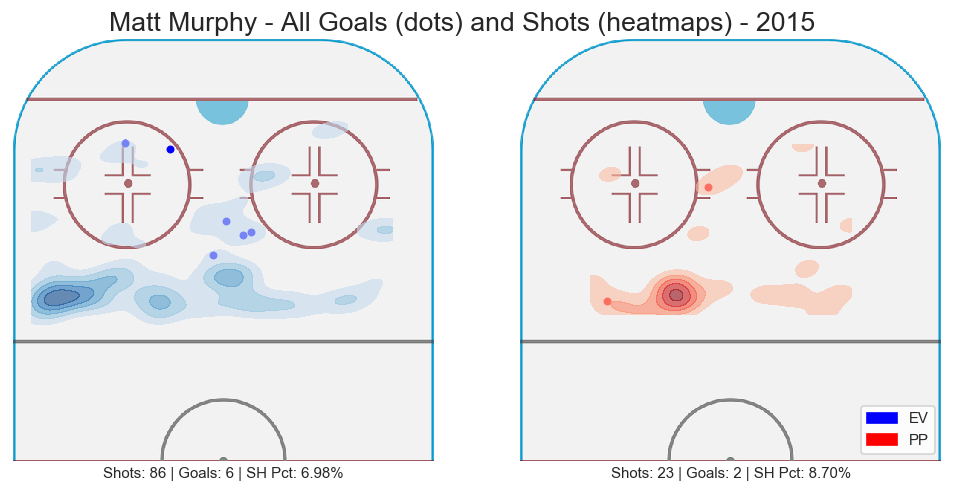 Matt Murphy - All Goals (dots) and Shots (heatmaps) - 2015
EV
PP
Shots: 86 | Goals: 6 | SH Pct: 6.98%
Shots: 23 | Goals: 2 | SH Pct: 8.70%